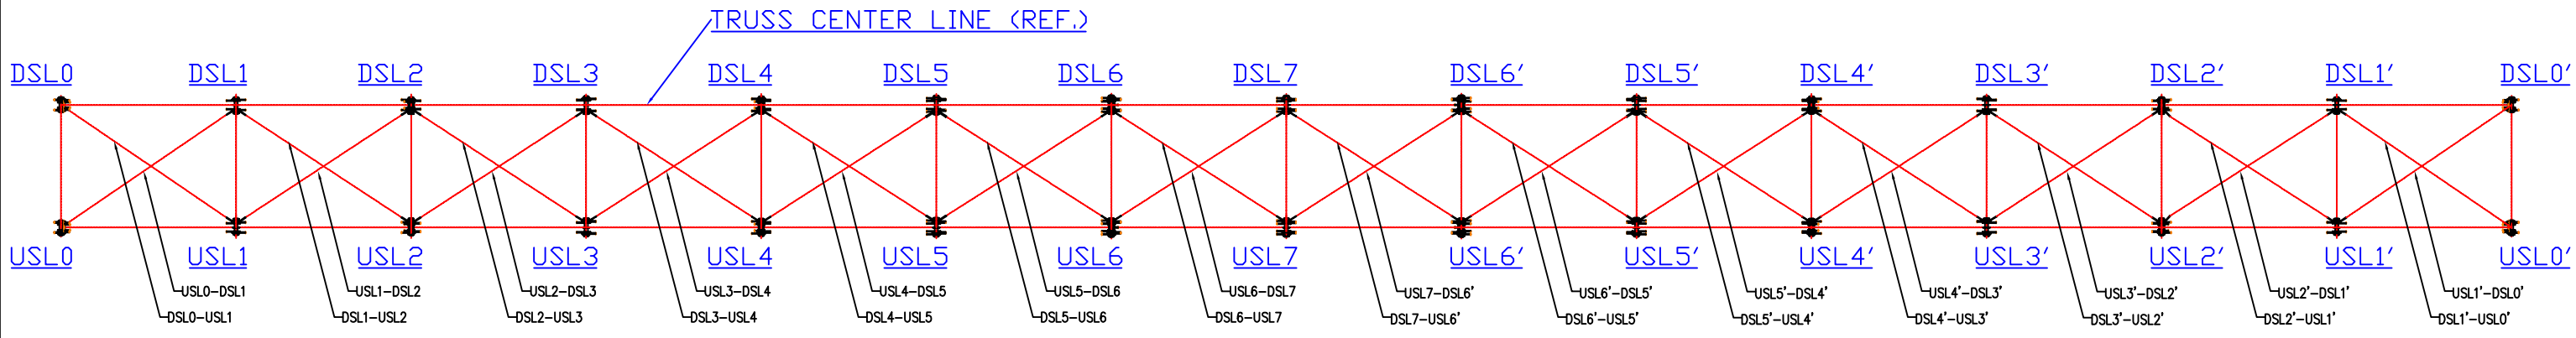 TRUSS CENTER LINE (REF.)
DSL0 DSL1 DSL2 DSL3 DSL4 DSL5 DSL6 DSL7 DSL6' DSL5' DSL4' DSL3' DSL2' DSL1' DSL0'
USL0 USL1 USL2 USL3 USL4 USL5 USL6 USL7 USL6' USL5' USL4' USL3' USL2' USL1' USL0'
USL0-DSL1 USL1-DSL2 USL2-DSL3 USL3-DSL4 USL4-DSL5 USL5-DSL6 USL6-DSL7 USL7-DSL6' USL6'-DSL5' USL5'-DSL4' USL4'-DSL3' USL3'-DSL2' USL2'-DSL1' USL1'-DSL0'
DSL0-USL1 DSL1-USL2 DSL2-USL3 DSL3-USL4 DSL4-USL5 DSL5-USL6 DSL6-USL7 DSL7-USL6' DSL6'-USL5' DSL5'-USL4' DSL4'-USL3' DSL3'-USL2' DSL2'-USL1' DSL1'-USL0'